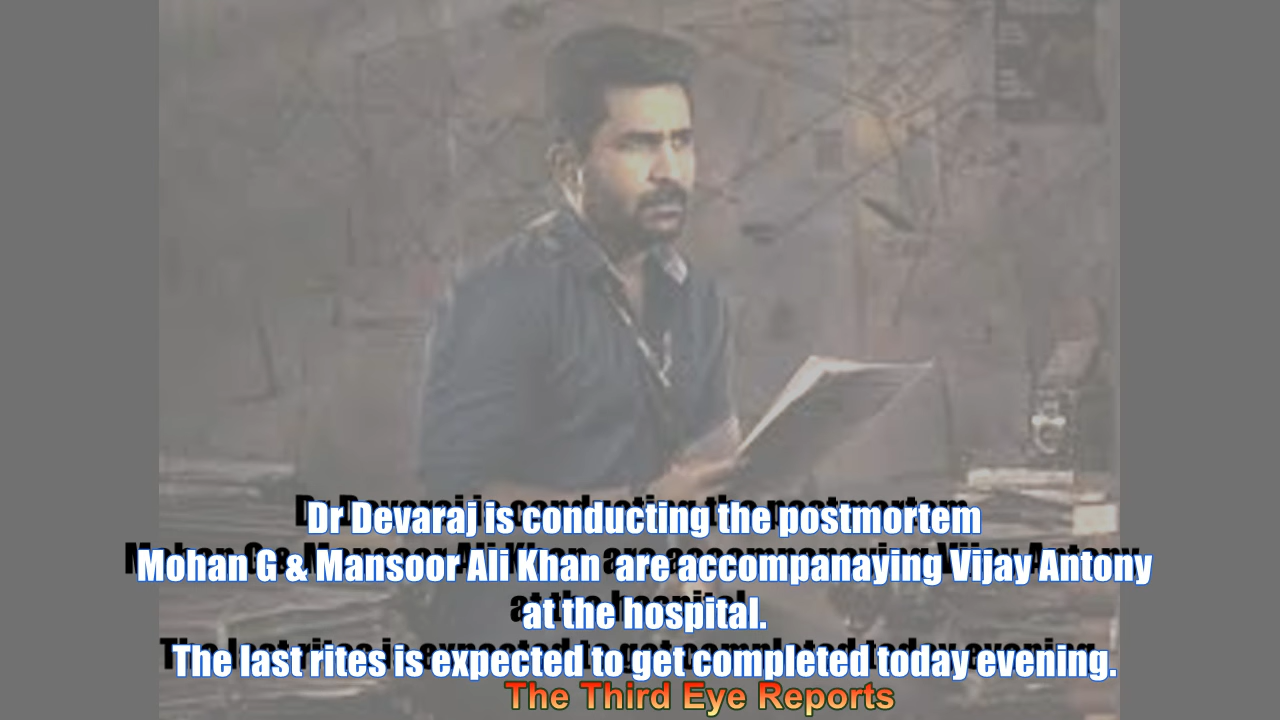 Dr Devaraj is conducting the postmortem
Mohan G & Mansoor Ali Khan are accompanaying Vijay Antony
at the hospital.
The last rites is expected to get completed today evening.
The Third Eye Reports